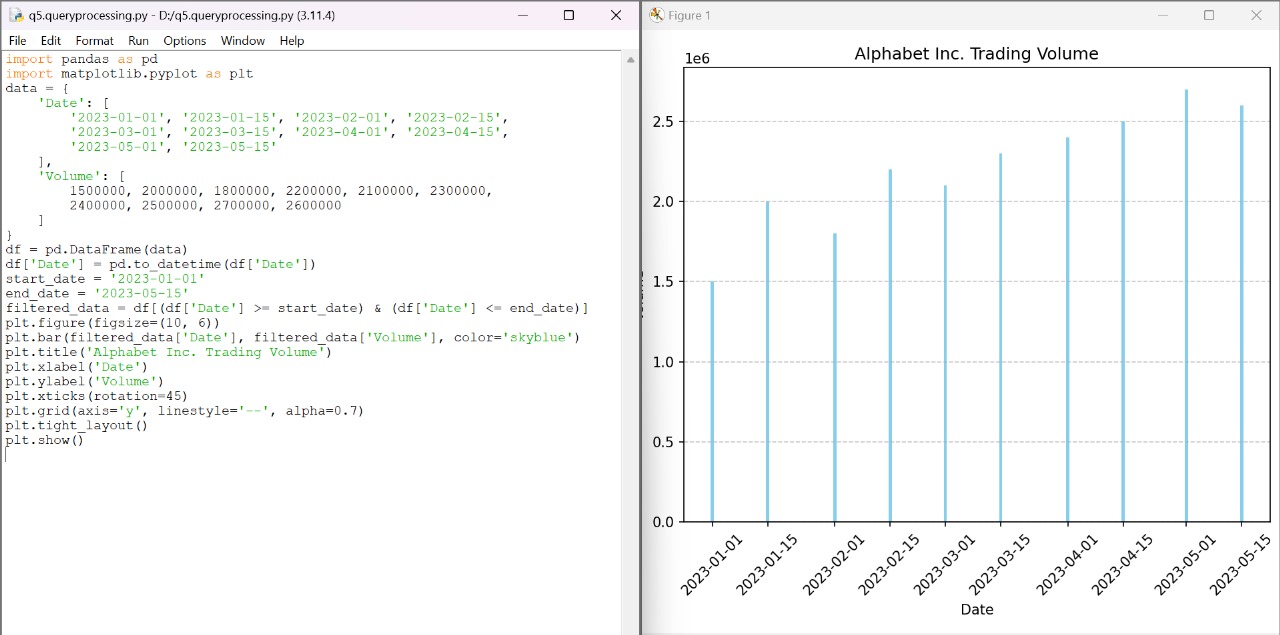 q5.queryprocessing.py - D:/q5.queryprocessing.py (3.11.4)
File Edit Format Run Options Window Help
import pandas as pd
import matplotlib.pyplot as plt
data = {
    'Date': [
        '2023-01-01', '2023-01-15', '2023-02-01', '2023-02-15',
        '2023-03-01', '2023-03-15', '2023-04-01', '2023-04-15',
        '2023-05-01', '2023-05-15'
    ],
    'Volume': [
        1500000, 2000000, 1800000, 2200000, 2100000, 2300000,
        2400000, 2500000, 2700000, 2600000
    ]
}
df = pd.DataFrame(data)
df['Date'] = pd.to_datetime(df['Date'])
start_date = '2023-01-01'
end_date = '2023-05-15'
filtered_data = df[(df['Date'] >= start_date) & (df['Date'] <= end_date)]
plt.figure(figsize=(10, 6))
plt.bar(filtered_data['Date'], filtered_data['Volume'], color='skyblue')
plt.title('Alphabet Inc. Trading Volume')
plt.xlabel('Date')
plt.ylabel('Volume')
plt.xticks(rotation=45)
plt.grid(axis='y', linestyle='--', alpha=0.7)
plt.tight_layout()
plt.show()
Figure 1
Alphabet Inc. Trading Volume
1e6
2.5
2.0
1.5
1.0
0.5
0.0
2023-01-01
2023-01-15
2023-02-01
2023-02-15
2023-03-01
2023-03-15
2023-04-01
2023-04-15
2023-05-01
2023-05-15
Date